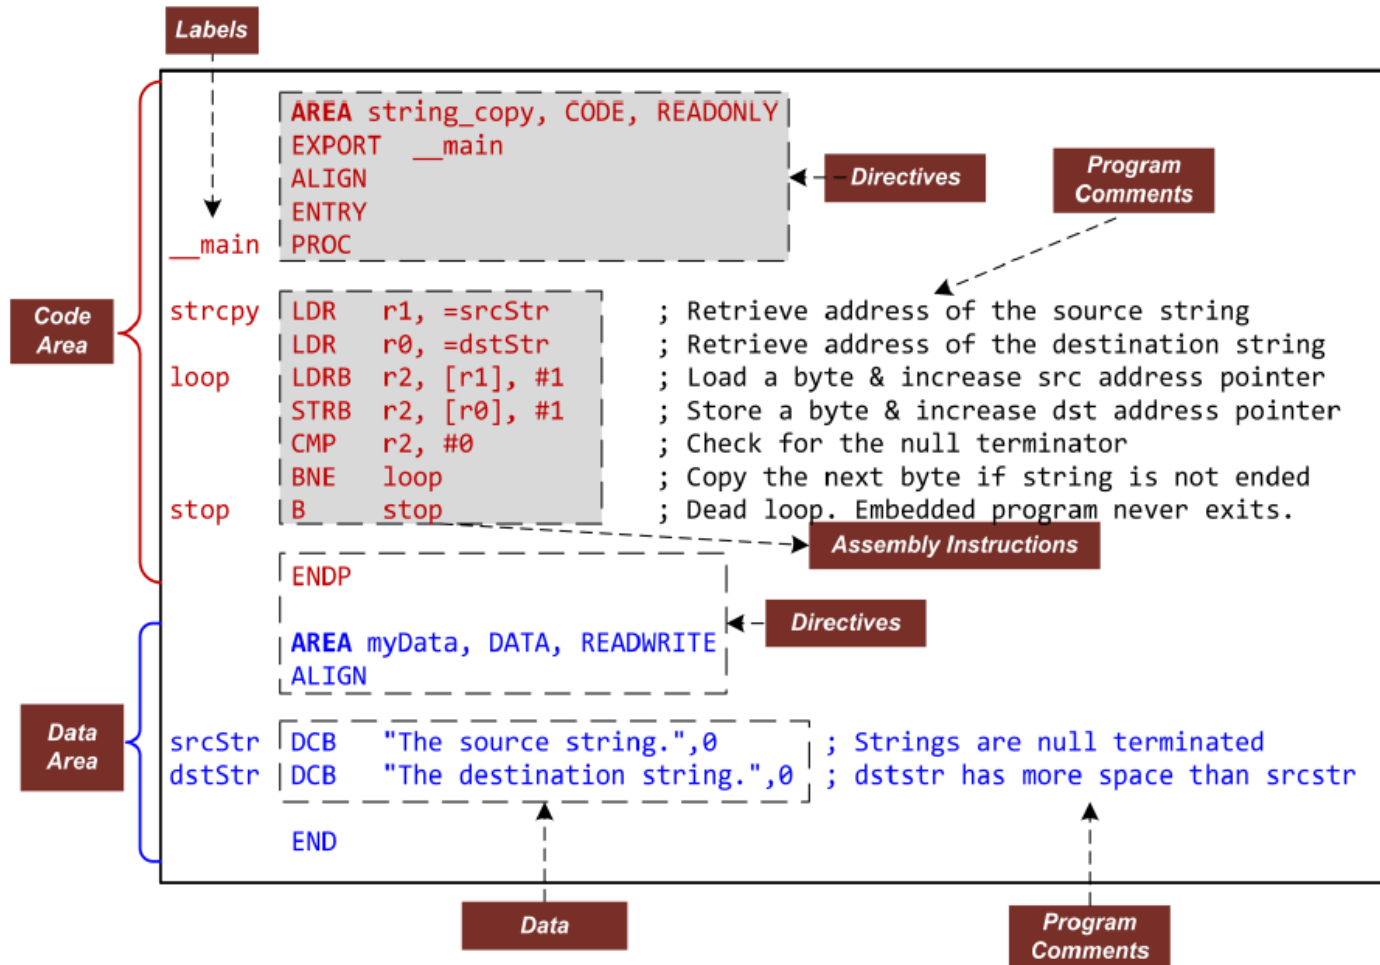 Labels
AREA string_copy, CODE, READONLY
EXPORT  __main
ALIGN
ENTRY
__main  PROC
Directives
Program
Comments
Code
Area
strcpy  LDR   r1, =srcStr       ; Retrieve address of the source string
LDR   r0, =dstStr       ; Retrieve address of the destination string
loop    LDRB  r2, [r1], #1      ; Load a byte & increase src address pointer
STRB  r2, [r0], #1      ; Store a byte & increase dst address pointer
CMP   r2, #0            ; Check for the null terminator
BNE   loop              ; Copy the next byte if string is not ended
stop    B     stop              ; Dead loop. Embedded program never exits.
Assembly Instructions
ENDP
Directives
AREA myData, DATA, READWRITE
ALIGN
Data
Area
srcStr  DCB   "The source string.",0       ; Strings are null terminated
dstStr  DCB   "The destination string.",0  ; dststr has more space than srcstr
END
Data
Program
Comments